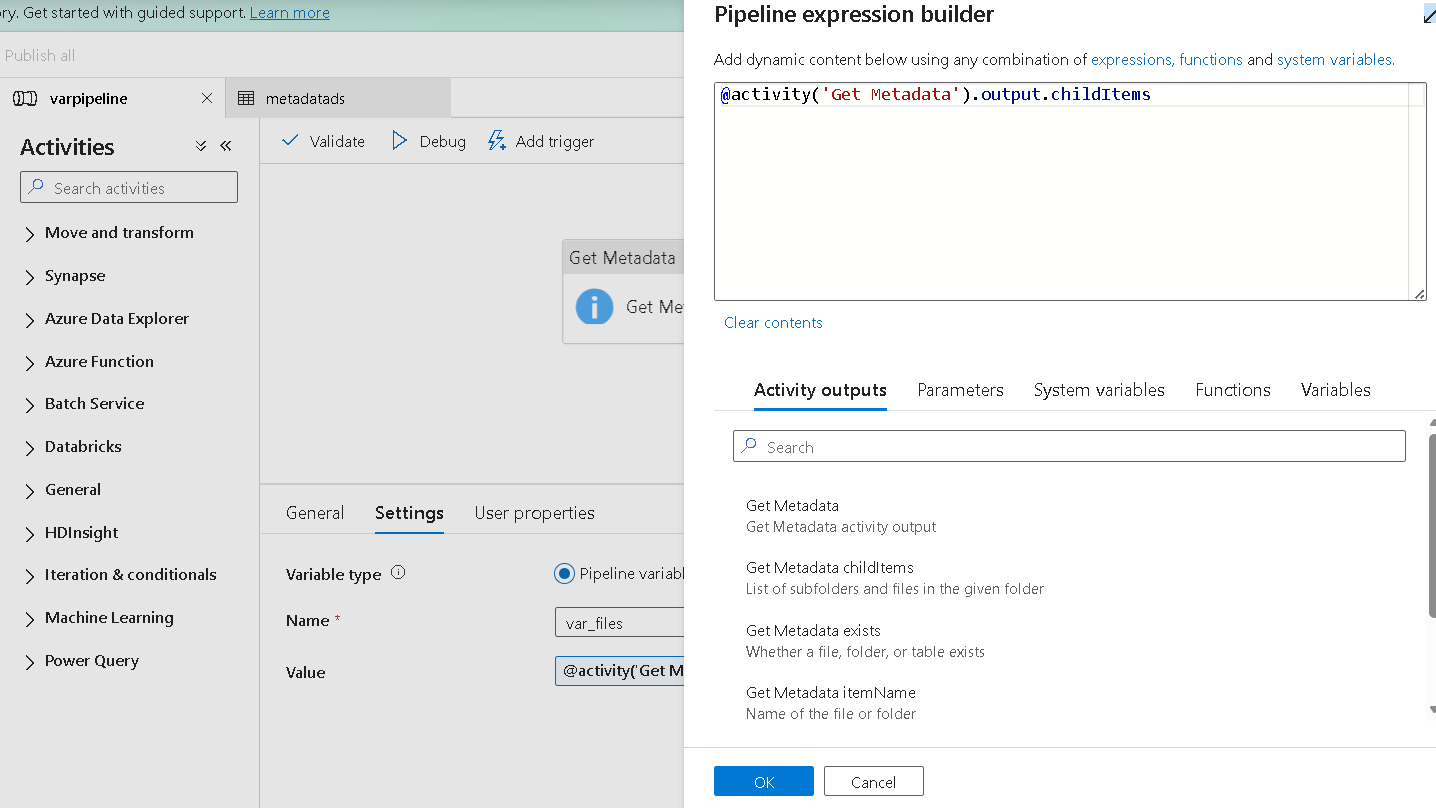 ry. Get started with guided support. Learn more
Publish all
varpipeline
metadatads
Activities
Search activities
Move and transform
Synapse
Azure Data Explorer
Azure Function
Batch Service
Databricks
General
HDInsight
Iteration & conditionals
Machine Learning
Power Query
Validate
Debug
Add trigger
Get Metadata
Get Me
General
Settings
User properties
Variable type
Pipeline variabl
Name *
var_files
Value
@activity('Get M
Pipeline expression builder
Add dynamic content below using any combination of expressions, functions and system variables.
@activity('Get Metadata').output.childItems
Clear contents
Activity outputs
Parameters
System variables
Functions
Variables
Search
Get Metadata
Get Metadata activity output
Get Metadata childItems
List of subfolders and files in the given folder
Get Metadata exists
Whether a file, folder, or table exists
Get Metadata itemName
Name of the file or folder
OK
Cancel